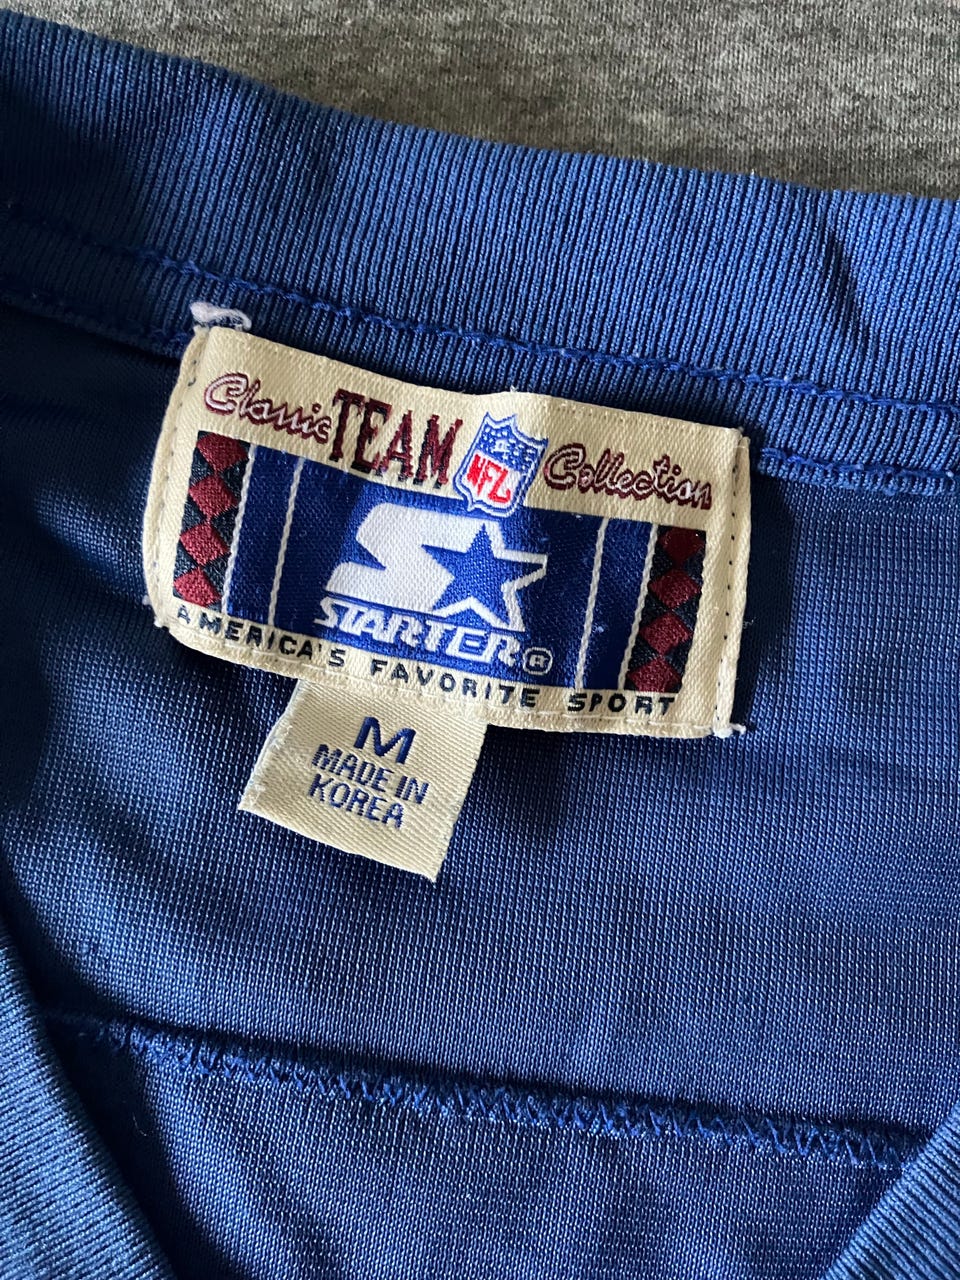 Classic TEAM NFL Collection
STARTER®
AMERICA'S FAVORITE SPORT
M
MADE IN
KOREA